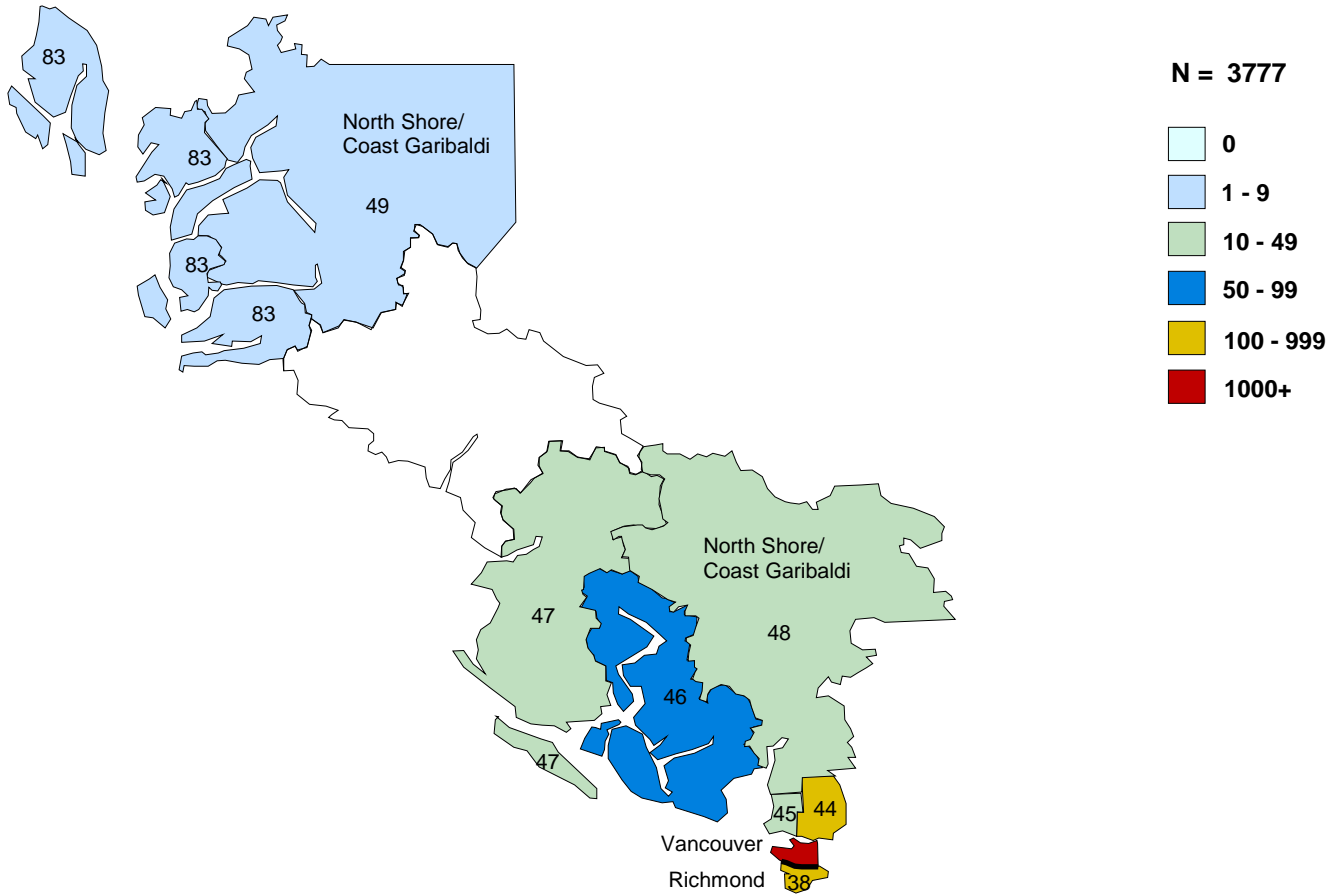 83
N = 3777
North Shore/
Coast Garibaldi
0
83
1 - 9
49
10 - 49
83
50 - 99
83
100 - 999
1000+
North Shore/
Coast Garibaldi
47
48
46
47
45
44
Vancouver
Richmond
38